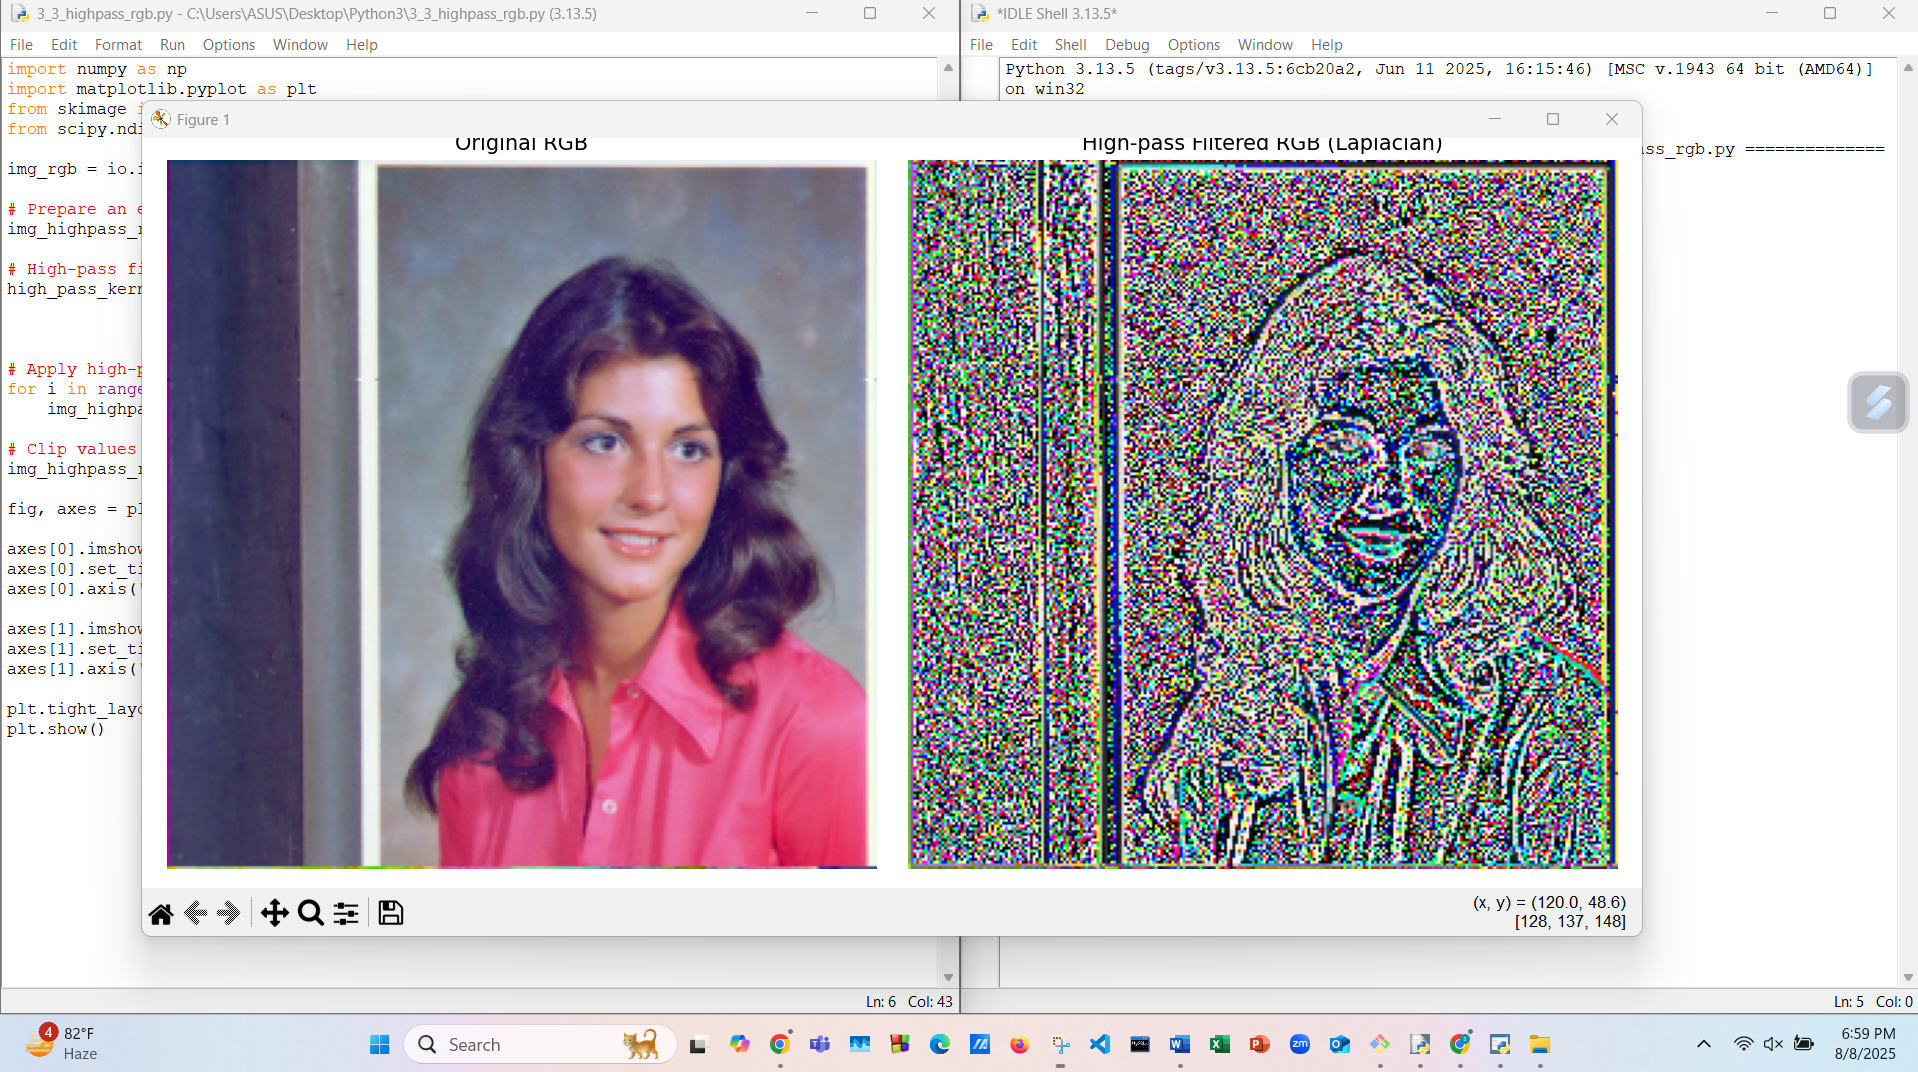 3_3_highpass_rgb.py - C:\Users\ASUS\Desktop\Python3\3_3_highpass_rgb.py (3.13.5)
File Edit Format Run Options Window Help
import numpy as np
import matplotlib.pyplot as plt
from skimage
from scipy.ndi
img_rgb = io.i
# Prepare an e
img_highpass_r
# High-pass fi
high_pass_kern
# Apply high-p
for i in range
img_highpa
# Clip values
img_highpass_r
fig, axes = pl
axes[0].imshow
axes[0].set_ti
axes[0].axis('
axes[1].imshow
axes[1].set_ti
axes[1].axis('
plt.tight_layo
plt.show()
Ln: 6 Col: 43
*IDLE Shell 3.13.5*
File Edit Shell Debug Options Window Help
Python 3.13.5 (tags/v3.13.5:6cb20a2, Jun 11 2025, 16:15:46) [MSC v.1943 64 bit (AMD64)]
on win32
ss_rgb.py ==============
Ln: 5 Col: 0
Figure 1
Original RGB
High-pass Filtered RGB (Laplacian)
(x, y) = (120.0, 48.6)
[128, 137, 148]
4
82°F
Haze
Search
zm
6:59 PM
8/8/2025